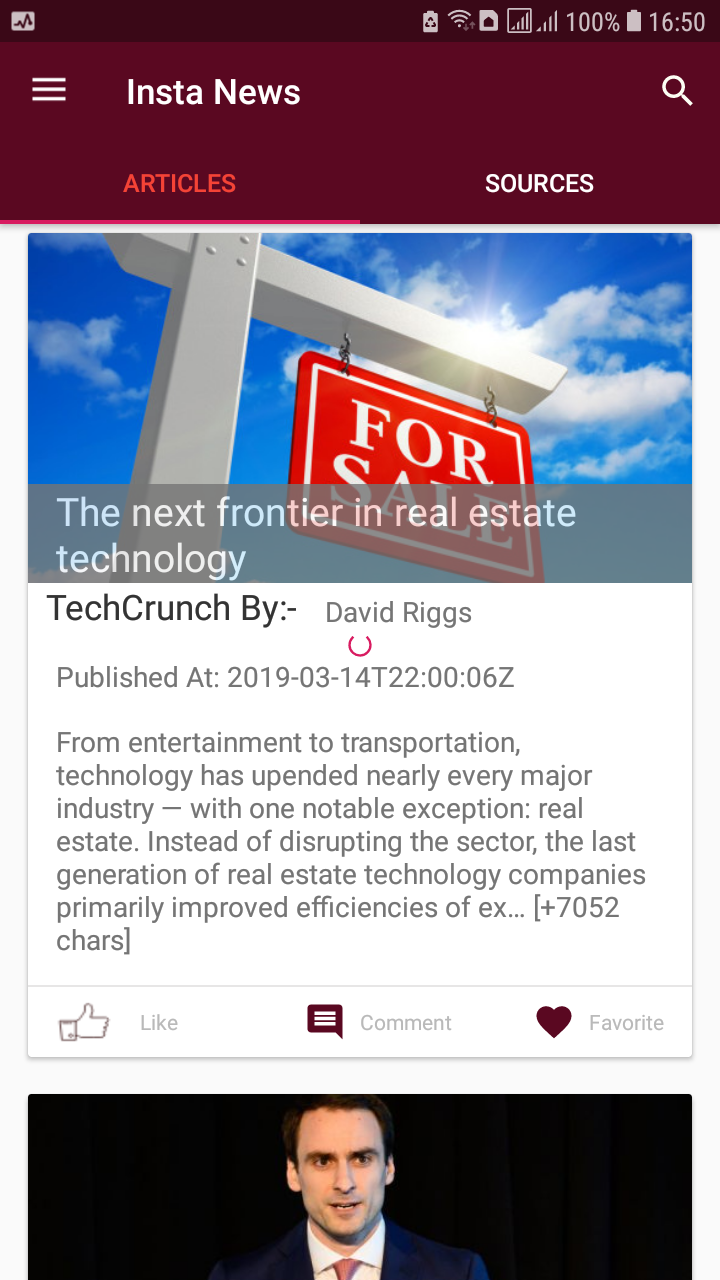 100% 16:50
Insta News
ARTICLES SOURCES
FOR
SALE
The next frontier in real estate
technology
TechCrunch By:- David Riggs
Published At: 2019-03-14T22:00:06Z
From entertainment to transportation,
technology has upended nearly every major
industry — with one notable exception: real
estate. Instead of disrupting the sector, the last
generation of real estate technology companies
primarily improved efficiencies of ex… [+7052
chars]
Like Comment Favorite